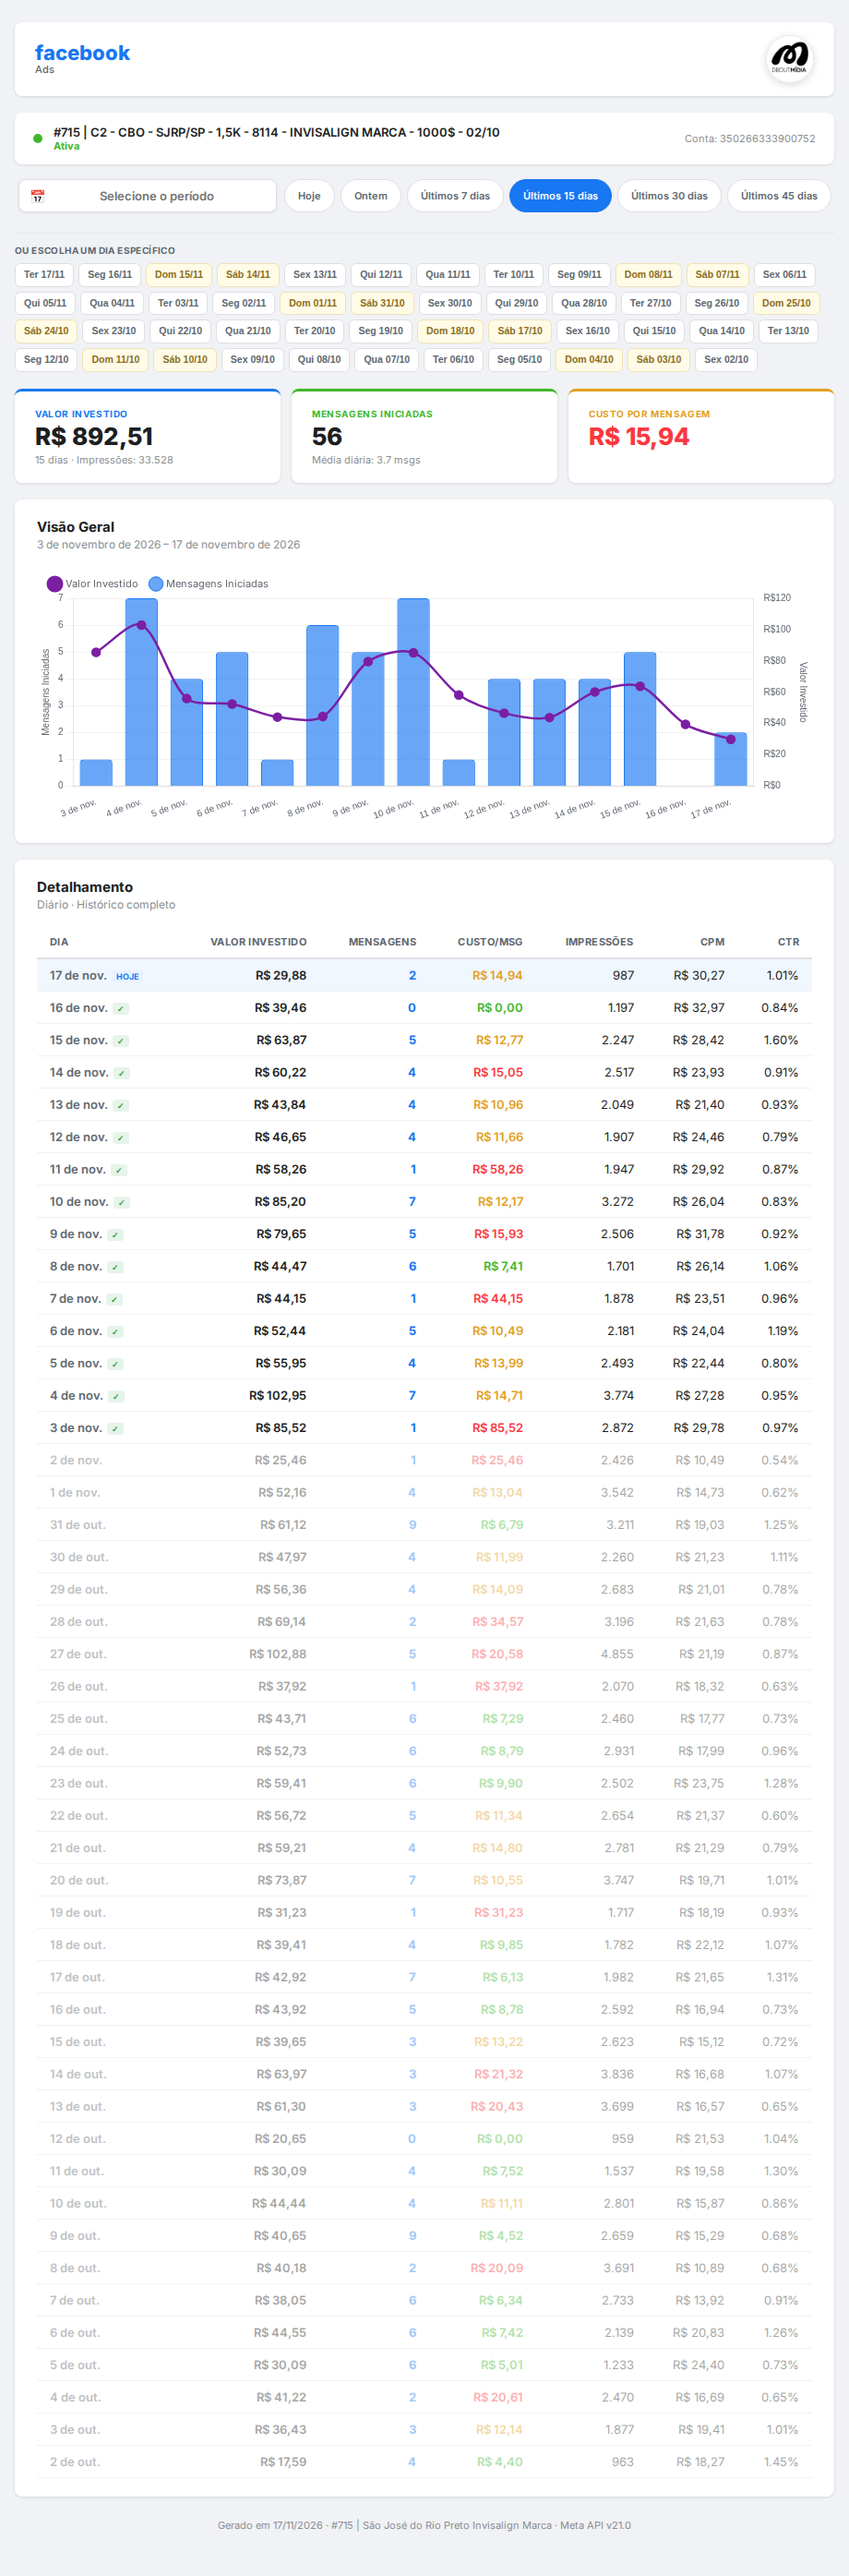 facebook
Ads
DBOUTMÍDIA
#715 | C2 - CBO - SJRP/SP - 1,5K - 8114 - INVISALIGN MARCA - 1000$ - 02/10
Ativa
Conta: 350266333900752
Selecione o período
Hoje
Ontem
Últimos 7 dias
Últimos 15 dias
Últimos 30 dias
Últimos 45 dias
OU ESCOLHA UM DIA ESPECÍFICO
Ter 17/11 Seg 16/11 Dom 15/11 Sáb 14/11 Sex 13/11 Qui 12/11 Qua 11/11 Ter 10/11 Seg 09/11 Dom 08/11 Sáb 07/11 Sex 06/11
Qui 05/11 Qua 04/11 Ter 03/11 Seg 02/11 Dom 01/11 Sáb 31/10 Sex 30/10 Qui 29/10 Qua 28/10 Ter 27/10 Seg 26/10 Dom 25/10
Sáb 24/10 Sex 23/10 Qui 22/10 Qua 21/10 Ter 20/10 Seg 19/10 Dom 18/10 Sáb 17/10 Sex 16/10 Qui 15/10 Qua 14/10 Ter 13/10
Seg 12/10 Dom 11/10 Sáb 10/10 Sex 09/10 Qui 08/10 Qua 07/10 Ter 06/10 Seg 05/10 Dom 04/10 Sáb 03/10 Sex 02/10
VALOR INVESTIDO
R$ 892,51
15 dias · Impressões: 33.528
MENSAGENS INICIADAS
56
Média diária: 3.7 msgs
CUSTO POR MENSAGEM
R$ 15,94
Visão Geral
3 de novembro de 2026 – 17 de novembro de 2026
Valor Investido Mensagens Iniciadas
Mensagens Iniciadas
7
6
5
4
3
2
1
0
R$120
R$100
R$80
R$60
R$40
R$20
R$0
Valor Investido
3 de nov. 4 de nov. 5 de nov. 6 de nov. 7 de nov. 8 de nov. 9 de nov. 10 de nov. 11 de nov. 12 de nov. 13 de nov. 14 de nov. 15 de nov. 16 de nov. 17 de nov.
Detalhamento
Diário · Histórico completo
DIA VALOR INVESTIDO MENSAGENS CUSTO/MSG IMPRESSÕES CPM CTR
17 de nov. HOJE R$ 29,88 2 R$ 14,94 987 R$ 30,27 1.01%
16 de nov. ✓ R$ 39,46 0 R$ 0,00 1.197 R$ 32,97 0.84%
15 de nov. ✓ R$ 63,87 5 R$ 12,77 2.247 R$ 28,42 1.60%
14 de nov. ✓ R$ 60,22 4 R$ 15,05 2.517 R$ 23,93 0.91%
13 de nov. ✓ R$ 43,84 4 R$ 10,96 2.049 R$ 21,40 0.93%
12 de nov. ✓ R$ 46,65 4 R$ 11,66 1.907 R$ 24,46 0.79%
11 de nov. ✓ R$ 58,26 1 R$ 58,26 1.947 R$ 29,92 0.87%
10 de nov. ✓ R$ 85,20 7 R$ 12,17 3.272 R$ 26,04 0.83%
9 de nov. ✓ R$ 79,65 5 R$ 15,93 2.506 R$ 31,78 0.92%
8 de nov. ✓ R$ 44,47 6 R$ 7,41 1.701 R$ 26,14 1.06%
7 de nov. ✓ R$ 44,15 1 R$ 44,15 1.878 R$ 23,51 0.96%
6 de nov. ✓ R$ 52,44 5 R$ 10,49 2.181 R$ 24,04 1.19%
5 de nov. ✓ R$ 55,95 4 R$ 13,99 2.493 R$ 22,44 0.80%
4 de nov. ✓ R$ 102,95 7 R$ 14,71 3.774 R$ 27,28 0.95%
3 de nov. ✓ R$ 85,52 1 R$ 85,52 2.872 R$ 29,78 0.97%
2 de nov. R$ 25,46 1 R$ 25,46 2.426 R$ 10,49 0.54%
1 de nov. R$ 52,16 4 R$ 13,04 3.542 R$ 14,73 0.62%
31 de out. R$ 61,12 9 R$ 6,79 3.211 R$ 19,03 1.25%
30 de out. R$ 47,97 4 R$ 11,99 2.260 R$ 21,23 1.11%
29 de out. R$ 56,36 4 R$ 14,09 2.683 R$ 21,01 0.78%
28 de out. R$ 69,14 2 R$ 34,57 3.196 R$ 21,63 0.78%
27 de out. R$ 102,88 5 R$ 20,58 4.855 R$ 21,19 0.87%
26 de out. R$ 37,92 1 R$ 37,92 2.070 R$ 18,32 0.63%
25 de out. R$ 43,71 6 R$ 7,29 2.460 R$ 17,77 0.73%
24 de out. R$ 52,73 6 R$ 8,79 2.931 R$ 17,99 0.96%
23 de out. R$ 59,41 6 R$ 9,90 2.502 R$ 23,75 1.28%
22 de out. R$ 56,72 5 R$ 11,34 2.654 R$ 21,37 0.60%
21 de out. R$ 59,21 4 R$ 14,80 2.781 R$ 21,29 0.79%
20 de out. R$ 73,87 7 R$ 10,55 3.747 R$ 19,71 1.01%
19 de out. R$ 31,23 1 R$ 31,23 1.717 R$ 18,19 0.93%
18 de out. R$ 39,41 4 R$ 9,85 1.782 R$ 22,12 1.07%
17 de out. R$ 42,92 7 R$ 6,13 1.982 R$ 21,65 1.31%
16 de out. R$ 43,92 5 R$ 8,78 2.592 R$ 16,94 0.73%
15 de out. R$ 39,65 3 R$ 13,22 2.623 R$ 15,12 0.72%
14 de out. R$ 63,97 3 R$ 21,32 3.836 R$ 16,68 1.07%
13 de out. R$ 61,30 3 R$ 20,43 3.699 R$ 16,57 0.65%
12 de out. R$ 20,65 0 R$ 0,00 959 R$ 21,53 1.04%
11 de out. R$ 30,09 4 R$ 7,52 1.537 R$ 19,58 1.30%
10 de out. R$ 44,44 4 R$ 11,11 2.801 R$ 15,87 0.86%
9 de out. R$ 40,65 9 R$ 4,52 2.659 R$ 15,29 0.68%
8 de out. R$ 40,18 2 R$ 20,09 3.691 R$ 10,89 0.68%
7 de out. R$ 38,05 6 R$ 6,34 2.733 R$ 13,92 0.91%
6 de out. R$ 44,55 6 R$ 7,42 2.139 R$ 20,83 1.26%
5 de out. R$ 30,09 6 R$ 5,01 1.233 R$ 24,40 0.73%
4 de out. R$ 41,22 2 R$ 20,61 2.470 R$ 16,69 0.65%
3 de out. R$ 36,43 3 R$ 12,14 1.877 R$ 19,41 1.01%
2 de out. R$ 17,59 4 R$ 4,40 963 R$ 18,27 1.45%
Gerado em 17/11/2026 · #715 | São José do Rio Preto Invisalign Marca · Meta API v21.0